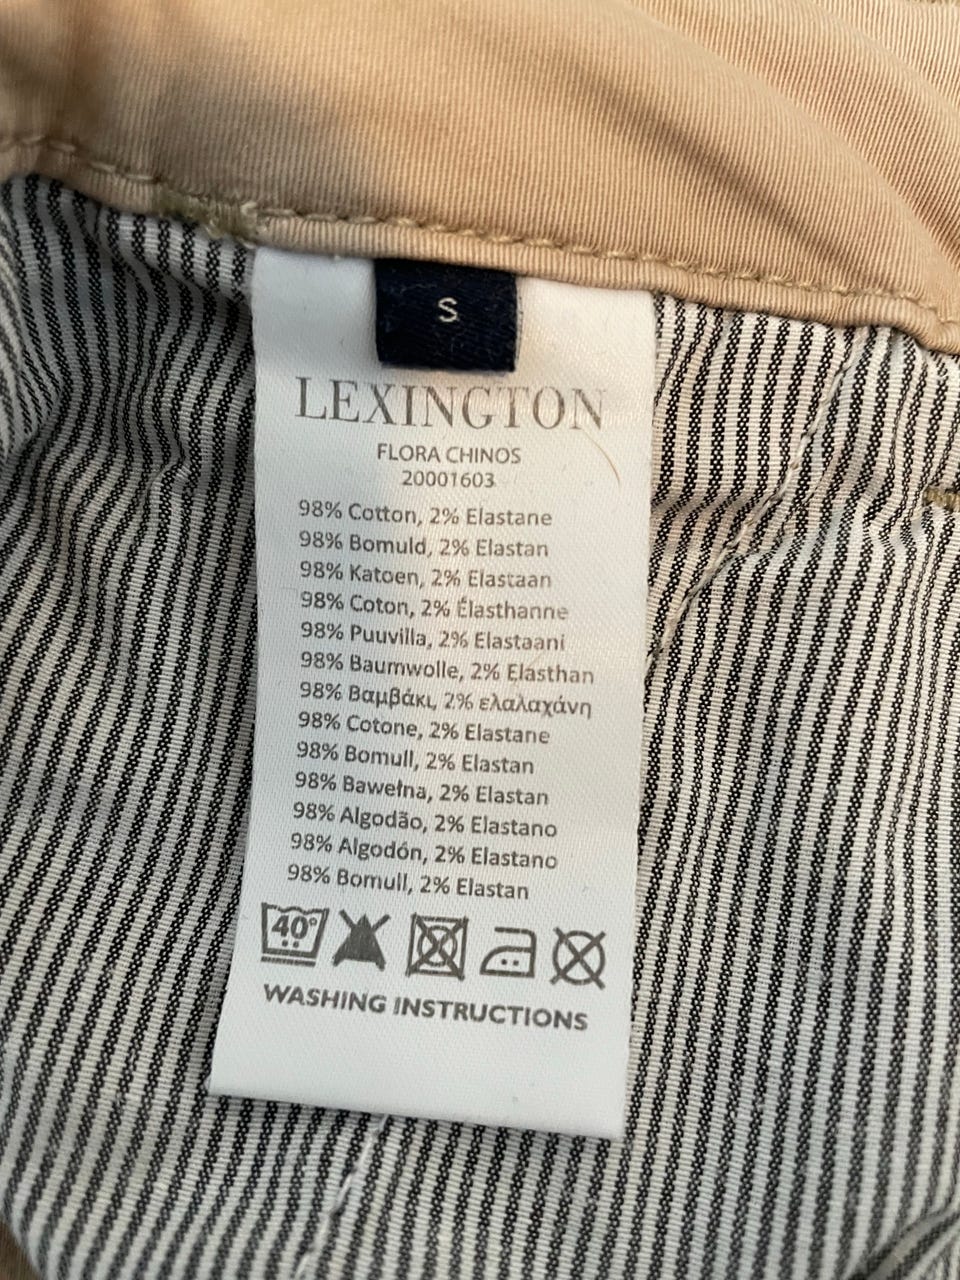 S
LEXINGTON
FLORA CHINOS
20001603
98% Cotton, 2% Elastane
98% Bomuld, 2% Elastan
98% Katoen, 2% Elastaan
98% Coton, 2% Élasthanne
98% Puuvilla, 2% Elastaani
98% Baumwolle, 2% Elasthan
98% Βαμβάκι, 2% ελαλαχάνη
98% Cotone, 2% Elastane
98% Bomull, 2% Elastan
98% Bawełna, 2% Elastan
98% Algodão, 2% Elastano
98% Algodón, 2% Elastano
98% Bomull, 2% Elastan
40°
WASHING INSTRUCTIONS